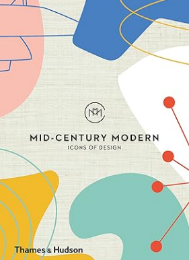 MID-CENTURY MODERN
ICONS OF DESIGN
Thames & Hudson